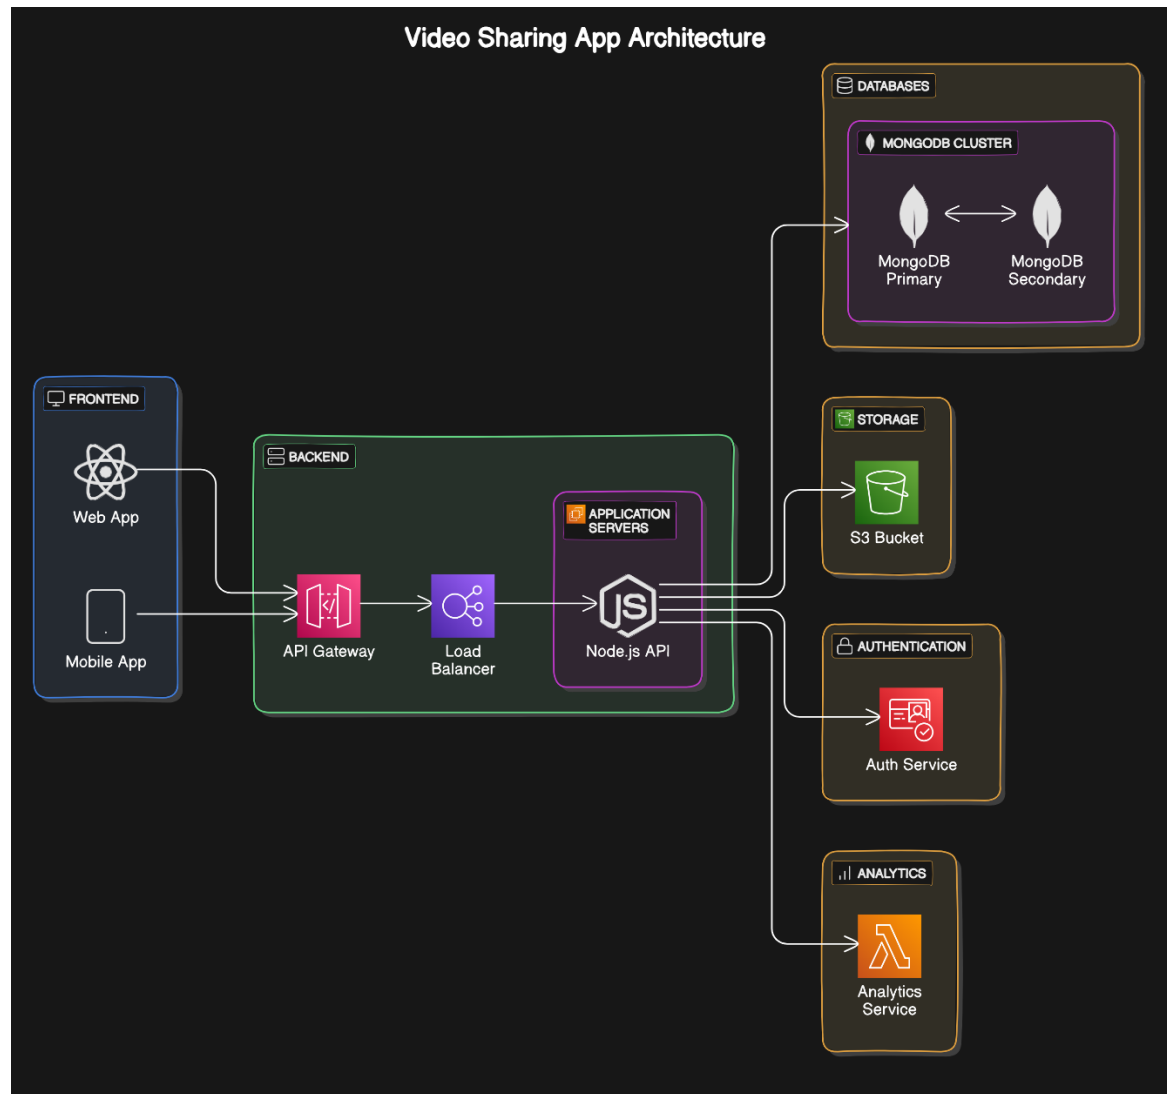 Video Sharing App Architecture
DATABASES
MONGODB CLUSTER
MongoDB
Primary
MongoDB
Secondary
FRONTEND
Web App
Mobile App
BACKEND
API Gateway
Load
Balancer
APPLICATION
SERVERS
JS
Node.js API
STORAGE
S3 Bucket
AUTHENTICATION
Auth Service
ANALYTICS
Analytics
Service